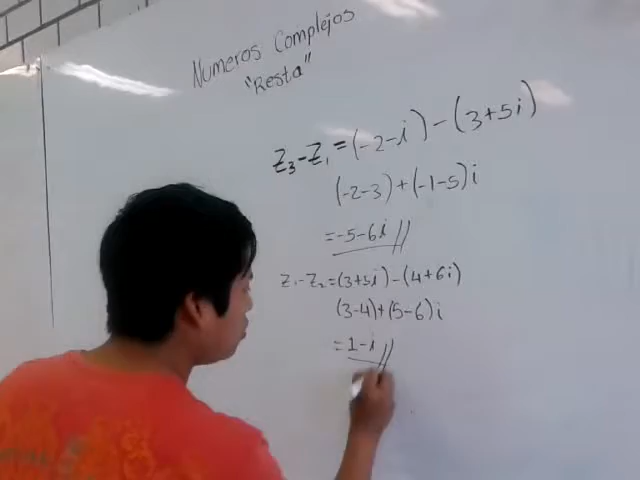 Numeros Complejos
"Resta"
Z₃-Z₁=(-2-i)-(3+5i)
(-2-3)+(-1-5)i
=-5-6i//
Z₁-Z₂=(3+5i)-(4+6i)
(3-4)+(5-6)i
=1-i//